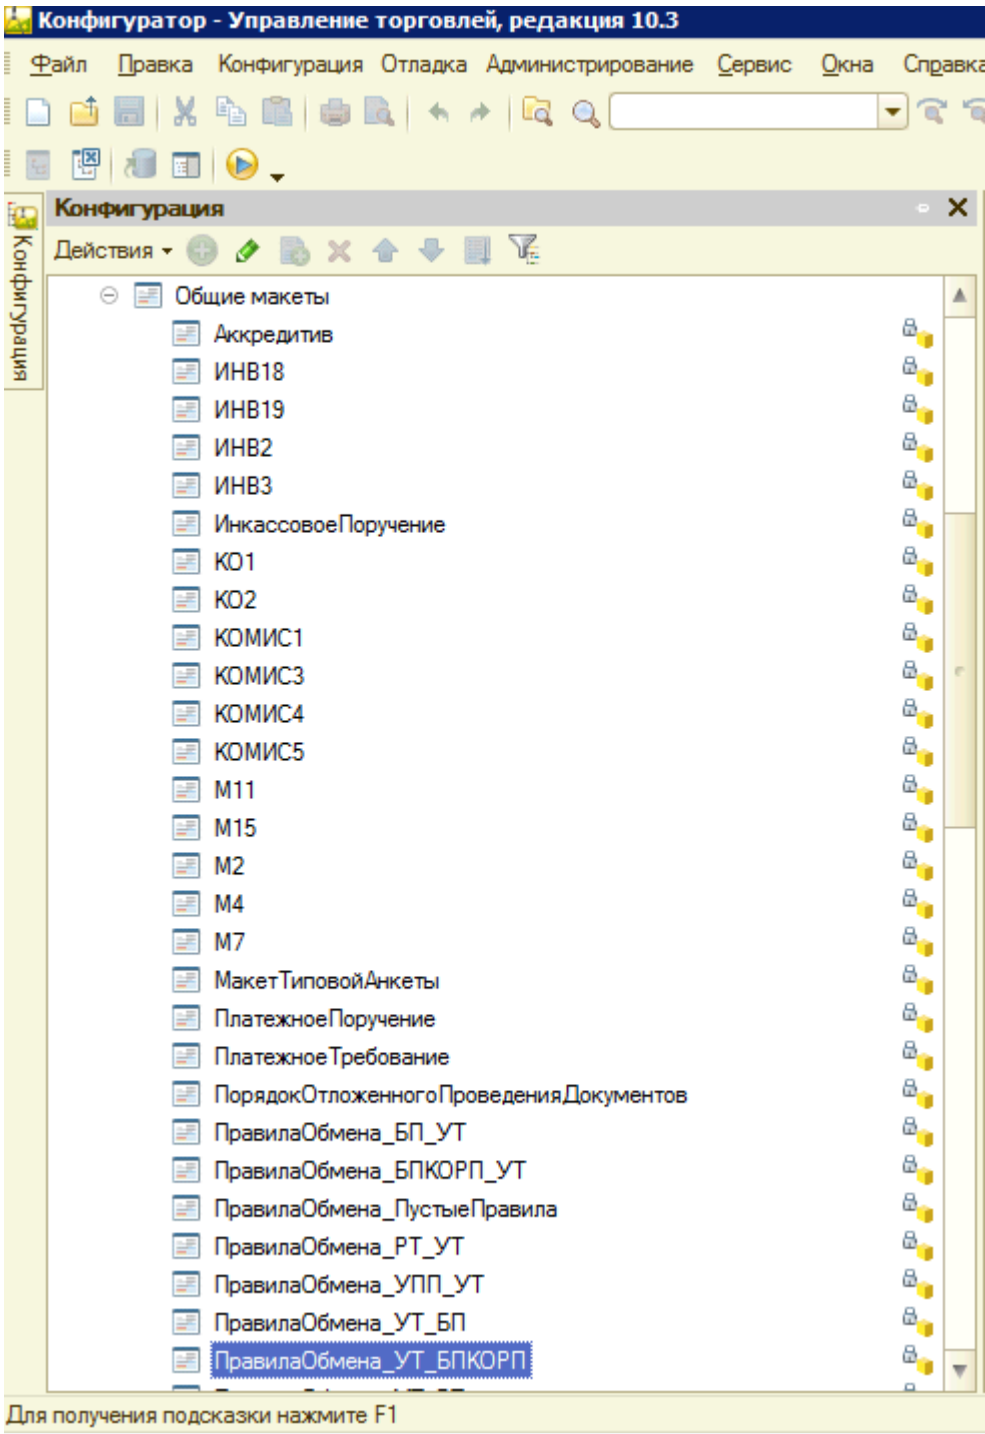 Конфигуратор - Управление торговлей, редакция 10.3
Файл Правка Конфигурация Отладка Администрирование Сервис Окна Справка
Конфигурация
Конфигурация
Действия
Общие макеты
Аккредитив
ИНВ18
ИНВ19
ИНВ2
ИНВ3
ИнкассовоеПоручение
КО1
КО2
КОМИС1
КОМИС3
КОМИС4
КОМИС5
М11
М15
М2
М4
М7
МакетТиповойАнкеты
ПлатежноеПоручение
ПлатежноеТребование
ПорядокОтложенногоПроведенияДокументов
ПравилаОбмена_БП_УТ
ПравилаОбмена_БПКОРП_УТ
ПравилаОбмена_ПустыеПравила
ПравилаОбмена_РТ_УТ
ПравилаОбмена_УПП_УТ
ПравилаОбмена_УТ_БП
ПравилаОбмена_УТ_БПКОРП
Для получения подсказки нажмите F1